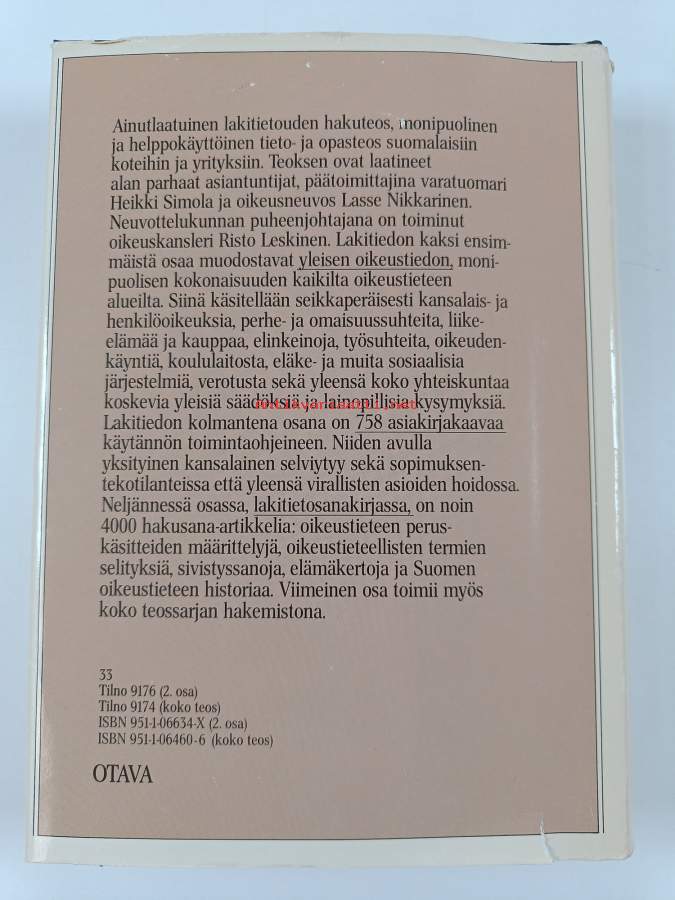 Ainutlaatuinen lakitietouden hakuteos, monipuolinen
ja helppokäyttöinen tieto- ja opasteos suomalaisiin
koteihin ja yrityksiin. Teoksen ovat laatineet
alan parhaat asiantuntijat, päätoimittajina varatuomari
Heikki Simola ja oikeusneuvos Lasse Nikkarinen.
Neuvottelukunnan puheenjohtajana on toiminut
oikeuskansleri Risto Leskinen. Lakitiedon kaksi ensim-
mäistä osaa muodostavat yleisen oikeustiedon, moni-
puolisen kokonaisuuden kaikilta oikeustieteen
alueilta. Siinä käsitellään seikkaperäisesti kansalais- ja
henkilöoikeuksia, perhe- ja omaisuussuhteita, liike-
elämää ja kauppaa, elinkeinoja, työsuhteita, oikeuden-
käyntiä, koululaitosta, eläke- ja muita sosiaalisia
järjestelmiä, verotusta sekä yleensä koko yhteiskuntaa
koskevia yleisiä säädöksiä ja lainopillisia kysymyksiä.
Lakitiedon kolmantena osana on 758 asiakirjakaavaa
käytännön toimintaohjeineen. Niiden avulla
yksityinen kansalainen selviytyy sekä sopimuksen-
tekotilanteissa että yleensä virallisten asioiden hoidossa.
Neljännessä osassa, lakitietosanakirjassa, on noin
4000 hakusana-artikkelia: oikeustieteen perus-
käsitteiden määrittelyjä, oikeustieteellisten termien
selityksiä, sivistyssanoja, elämäkertoja ja Suomen
oikeustieteen historiaa. Viimeinen osa toimii myös
koko teossarjan hakemistona.
33
Tilno 9176 (2. osa)
Tilno 9174 (koko teos)
ISBN 951-1-06634-X (2. osa)
ISBN 951-1-06460-6 (koko teos)
OTAVA